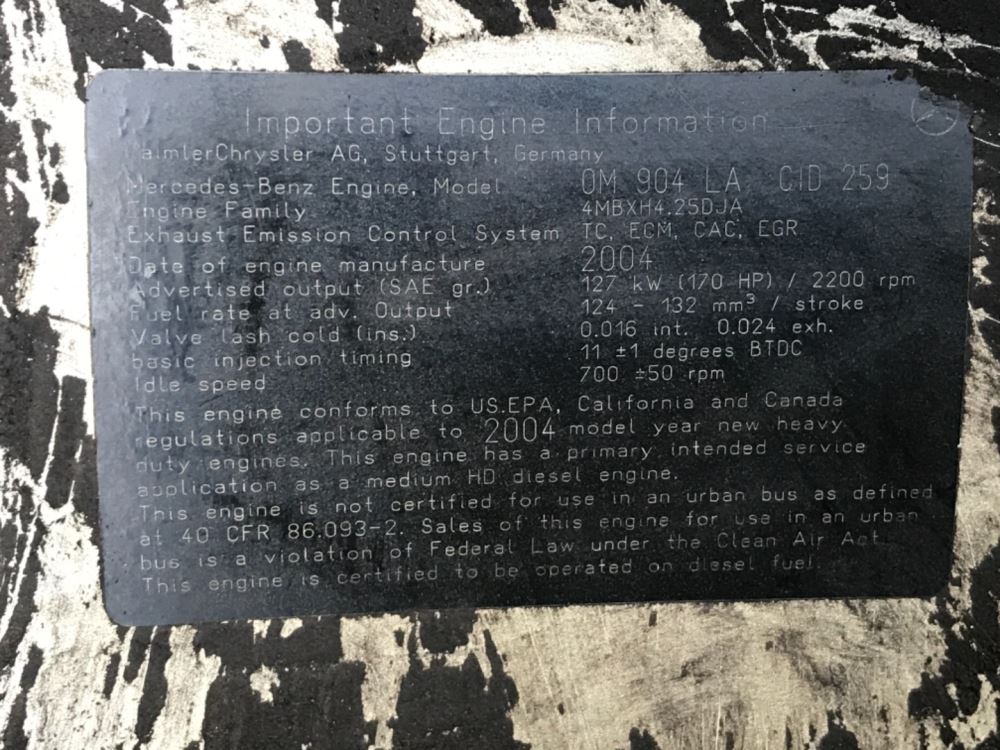 Important Engine Information
DaimlerChrysler AG, Stuttgart, Germany
Mercedes-Benz Engine, Model OM 904 LA CID 259
Engine Family 4MBXH4.25DJA
Exhaust Emission Control System TC, ECM, CAC, EGR
Date of engine manufacture 2004
Advertised output (SAE gr.) 127 kW (170 HP) / 2200 rpm
Fuel rate at adv. Output 124 - 132 mm³ / stroke
Valve lash cold (ins.) 0.016 int. 0.024 exh.
basic injection timing 11 ±1 degrees BTDC
Idle speed 700 ±50 rpm
This engine conforms to US.EPA, California and Canada
regulations applicable to 2004 model year new heavy
duty engines. This engine has a primary intended service
application as a medium HD diesel engine.
This engine is not certified for use in an urban bus as defined
at 40 CFR 86.093-2. Sales of this engine for use in an urban
bus is a violation of Federal Law under the Clean Air Act.
This engine is certified to be operated on diesel fuel.